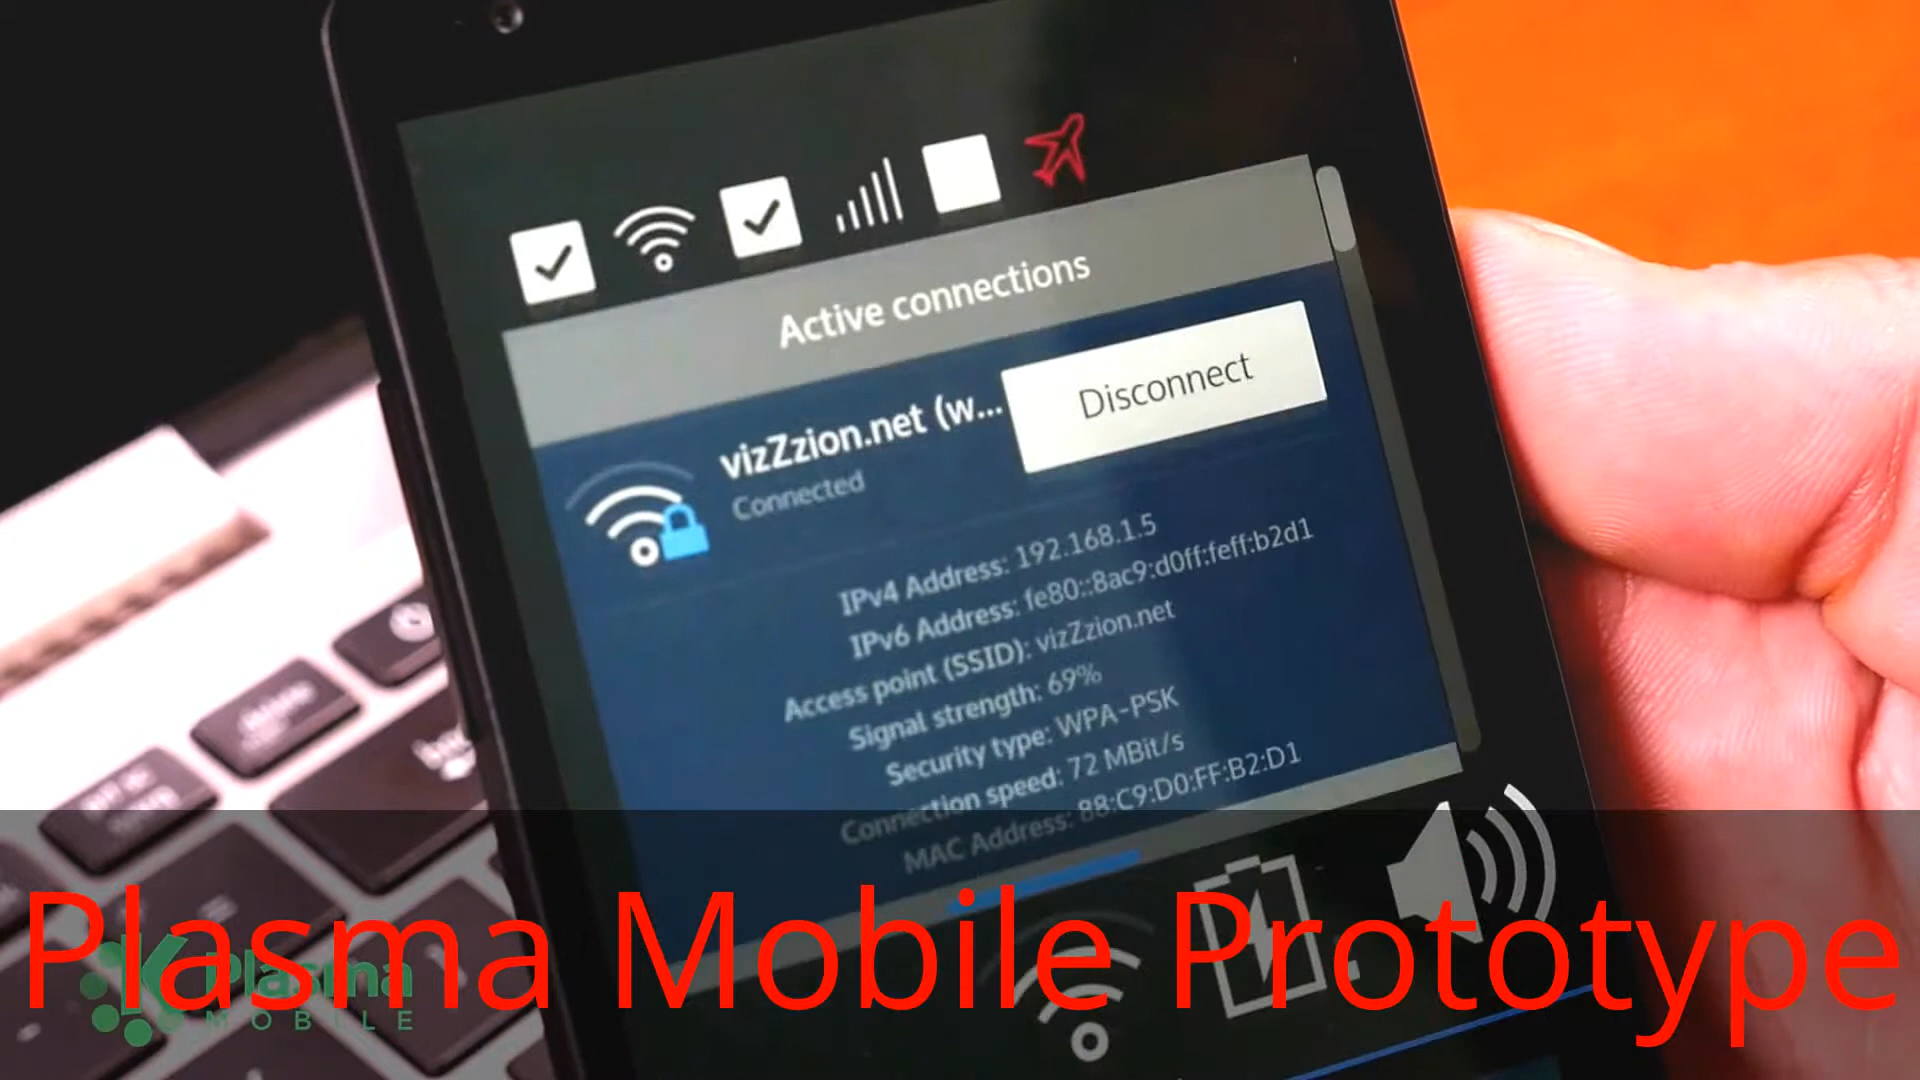 Active connections
vizZzion.net (w...
Disconnect
Connected
IPv4 Address: 192.168.1.5
IPv6 Address: fe80::8ac9:d0ff:feff:b2d1
Access point (SSID): vizZzion.net
Signal strength: 69%
Security type: WPA-PSK
Connection speed: 72 MBit/s
MAC Address: 88:C9:D0:FF:B2:D1
Plasma Mobile Prototype
Plasma
MOBILE